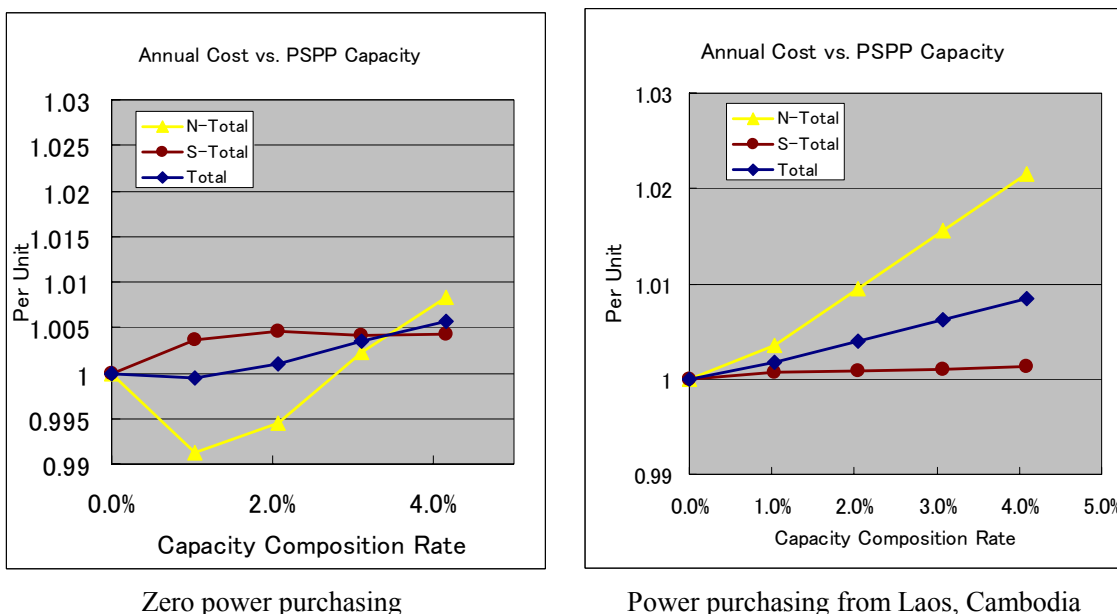 Annual Cost vs. PSPP Capacity
1.03
1.025
1.02
1.015
1.01
1.005
1
0.995
0.99
Per Unit
N-Total
S-Total
Total
0.0%
2.0%
4.0%
Capacity Composition Rate
Zero power purchasing
Annual Cost vs. PSPP Capacity
1.03
1.02
1.01
1
0.99
Per Unit
N-Total
S-Total
Total
0.0%
1.0%
2.0%
3.0%
4.0%
5.0%
Capacity Composition Rate
Power purchasing from Laos, Cambodia